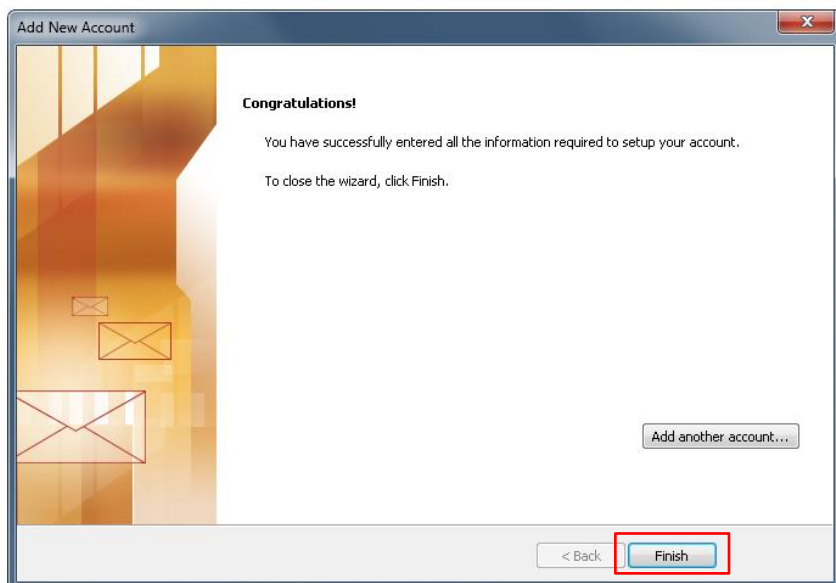 Add New Account
Congratulations!
You have successfully entered all the information required to setup your account.
To close the wizard, click Finish.
Add another account...
< Back
Finish